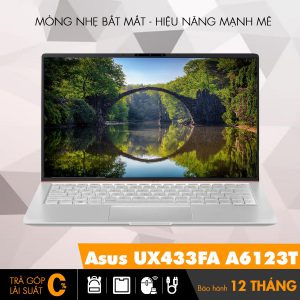 MỎNG NHẸ BẮT MẮT - HIỆU NĂNG MẠNH MẼ
Asus UX433FA A6123T
TRẢ GÓP
LÃI SUẤT
Bảo hành 12 THÁNG